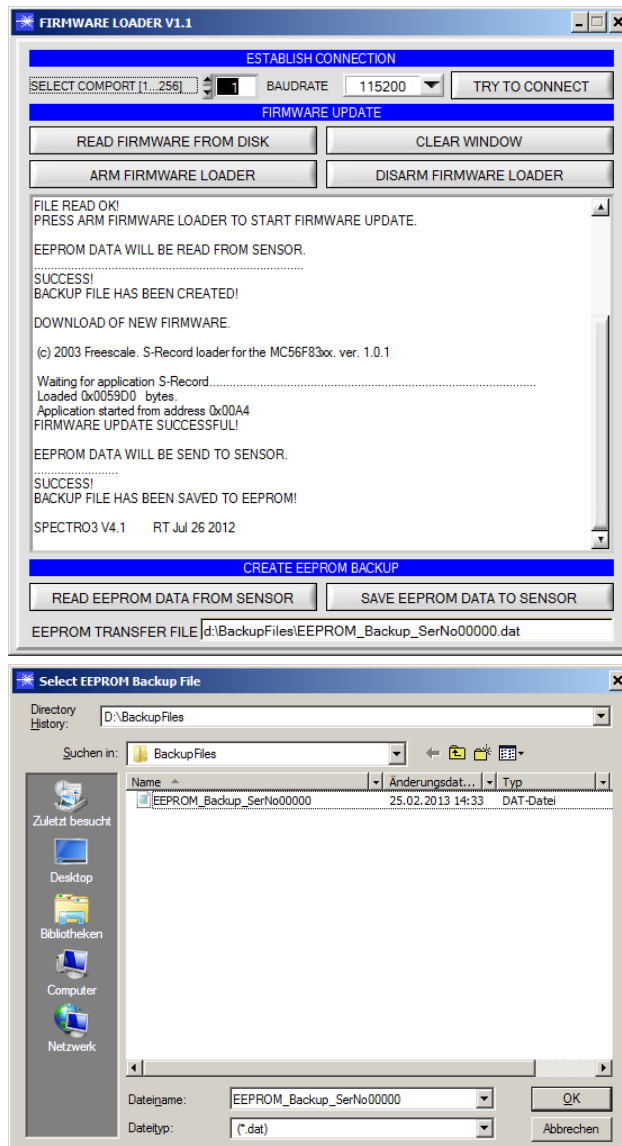 FIRMWARE LOADER V1.1
ESTABLISH CONNECTION
SELECT COMPORT [1...256] 1 BAUDRATE 115200 TRY TO CONNECT
FIRMWARE UPDATE
READ FIRMWARE FROM DISK CLEAR WINDOW
ARM FIRMWARE LOADER DISARM FIRMWARE LOADER
FILE READ OK!
PRESS ARM FIRMWARE LOADER TO START FIRMWARE UPDATE.
EEPROM DATA WILL BE READ FROM SENSOR.
..........................................................................
SUCCESS!
BACKUP FILE HAS BEEN CREATED!
DOWNLOAD OF NEW FIRMWARE.
(c) 2003 Freescale. S-Record loader for the MC56F83xx. ver. 1.0.1
Waiting for application S-Record..........................................................................................
Loaded 0x0059D0 bytes.
Application started from address 0x00A4
FIRMWARE UPDATE SUCCESSFUL!
EEPROM DATA WILL BE SEND TO SENSOR.
.......................
SUCCESS!
BACKUP FILE HAS BEEN SAVED TO EEPROM!
SPECTRO3 V4.1 RT Jul 26 2012
CREATE EEPROM BACKUP
READ EEPROM DATA FROM SENSOR SAVE EEPROM DATA TO SENSOR
EEPROM TRANSFER FILE d:\BackupFiles\EEPROM_Backup_SerNo00000.dat
Select EEPROM Backup File
Directory
History: D:\BackupFiles
Suchen in: BackupFiles
Name Änderungsdat... Typ
EEPROM_Backup_SerNo00000 25.02.2013 14:33 DAT-Datei
Zuletzt besucht
Desktop
Bibliotheken
Computer
Netzwerk
Dateiname: EEPROM_Backup_SerNo00000 OK
Dateityp: (*.dat) Abbrechen